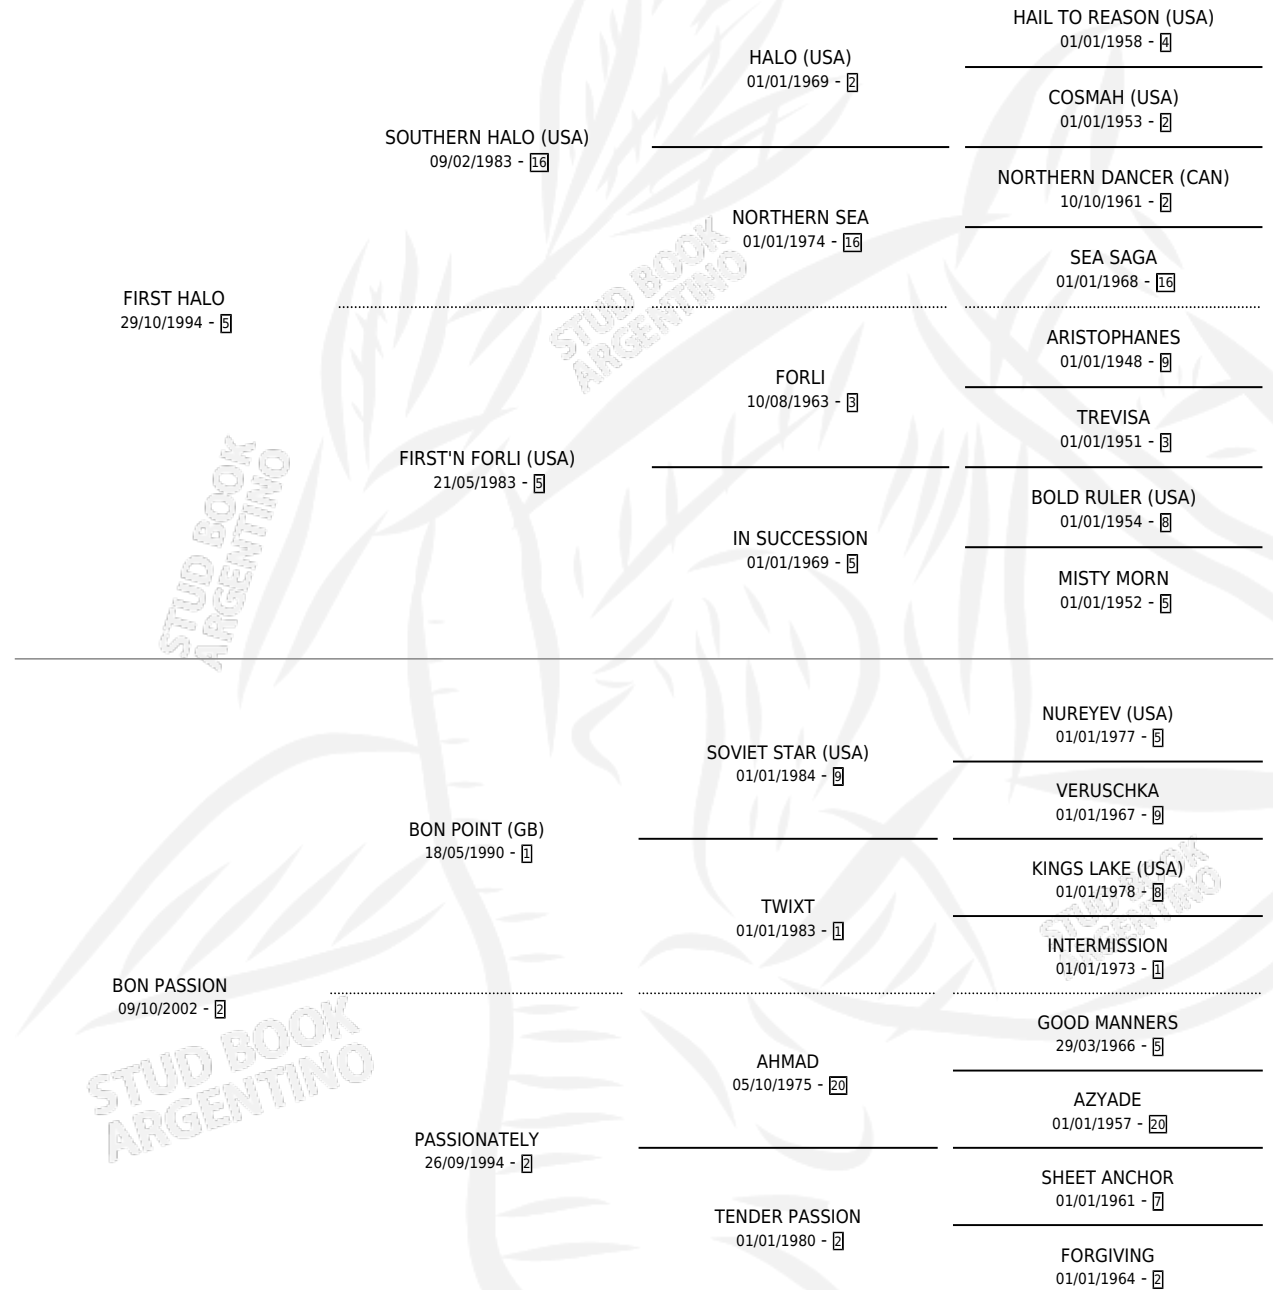 HAIL TO REASON (USA)
01/01/1958 - 4
HALO (USA)
01/01/1969 - 2
COSMAH (USA)
01/01/1953 - 2
SOUTHERN HALO (USA)
09/02/1983 - 16
NORTHERN DANCER (CAN)
10/10/1961 - 2
NORTHERN SEA
01/01/1974 - 16
SEA SAGA
01/01/1968 - 16
FIRST HALO
29/10/1994 - 5
STUD BOOK
ARGENTINO
ARISTOPHANES
01/01/1948 - 9
FORLI
10/08/1963 - 3
TREVISA
01/01/1951 - 3
FIRST'N FORLI (USA)
21/05/1983 - 5
BOLD RULER (USA)
01/01/1954 - 8
IN SUCCESSION
01/01/1969 - 5
MISTY MORN
01/01/1952 - 5
STUD BOOK
ARGENTINO
NUREYEV (USA)
01/01/1977 - 5
SOVIET STAR (USA)
01/01/1984 - 9
VERUSCHKA
01/01/1967 - 9
BON POINT (GB)
18/05/1990 - 1
KINGS LAKE (USA)
01/01/1978 - 8
TWIXT
01/01/1983 - 1
STUD BOOK
ARGENTINO
INTERMISSION
01/01/1973 - 1
BON PASSION
09/10/2002 - 2
STUD BOOK
ARGENTINO
GOOD MANNERS
29/03/1966 - 5
AHMAD
05/10/1975 - 20
AZYADE
01/01/1957 - 20
PASSIONATELY
26/09/1994 - 2
SHEET ANCHOR
01/01/1961 - 7
TENDER PASSION
01/01/1980 - 2
FORGIVING
01/01/1964 - 2